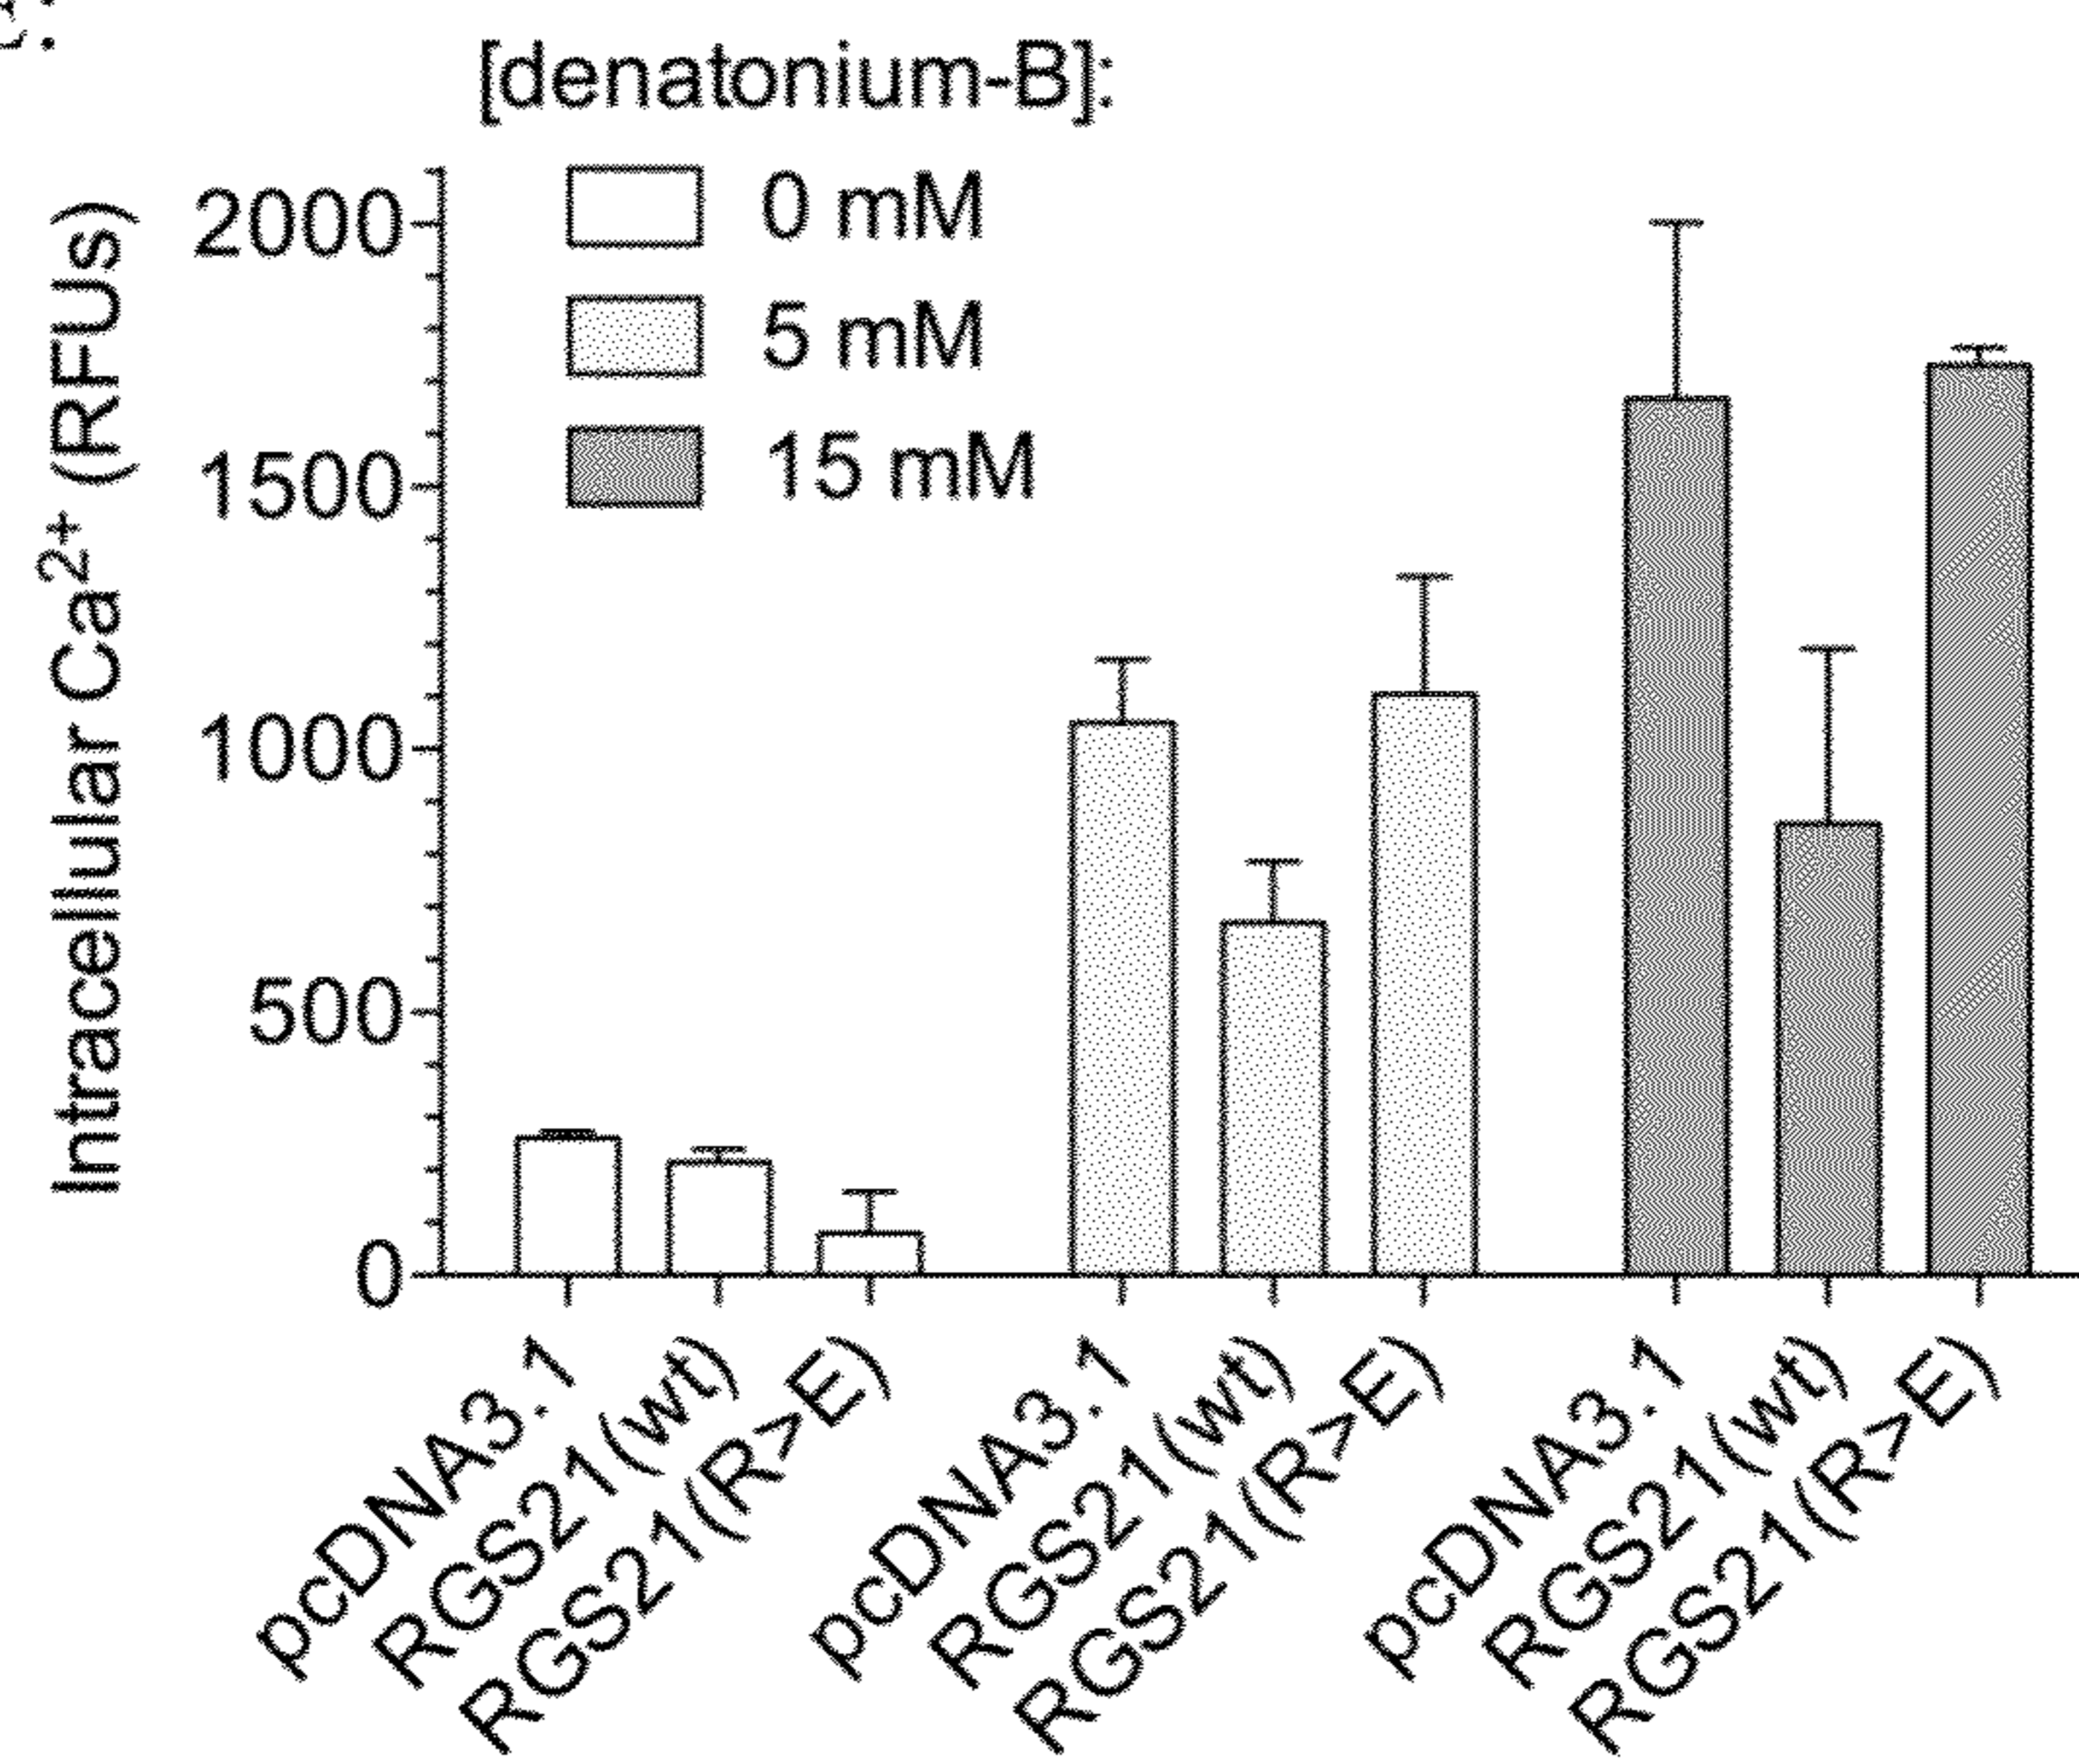 [denatonium-B]:
0 mM
5 mM
15 mM
Intracellular Ca²⁺ (RFUs)
2000
1500
1000
500
0
pcDNA3.1
RGS21(wt)
RGS21(R>E)
pcDNA3.1
RGS21(wt)
RGS21(R>E)
pcDNA3.1
RGS21(wt)
RGS21(R>E)